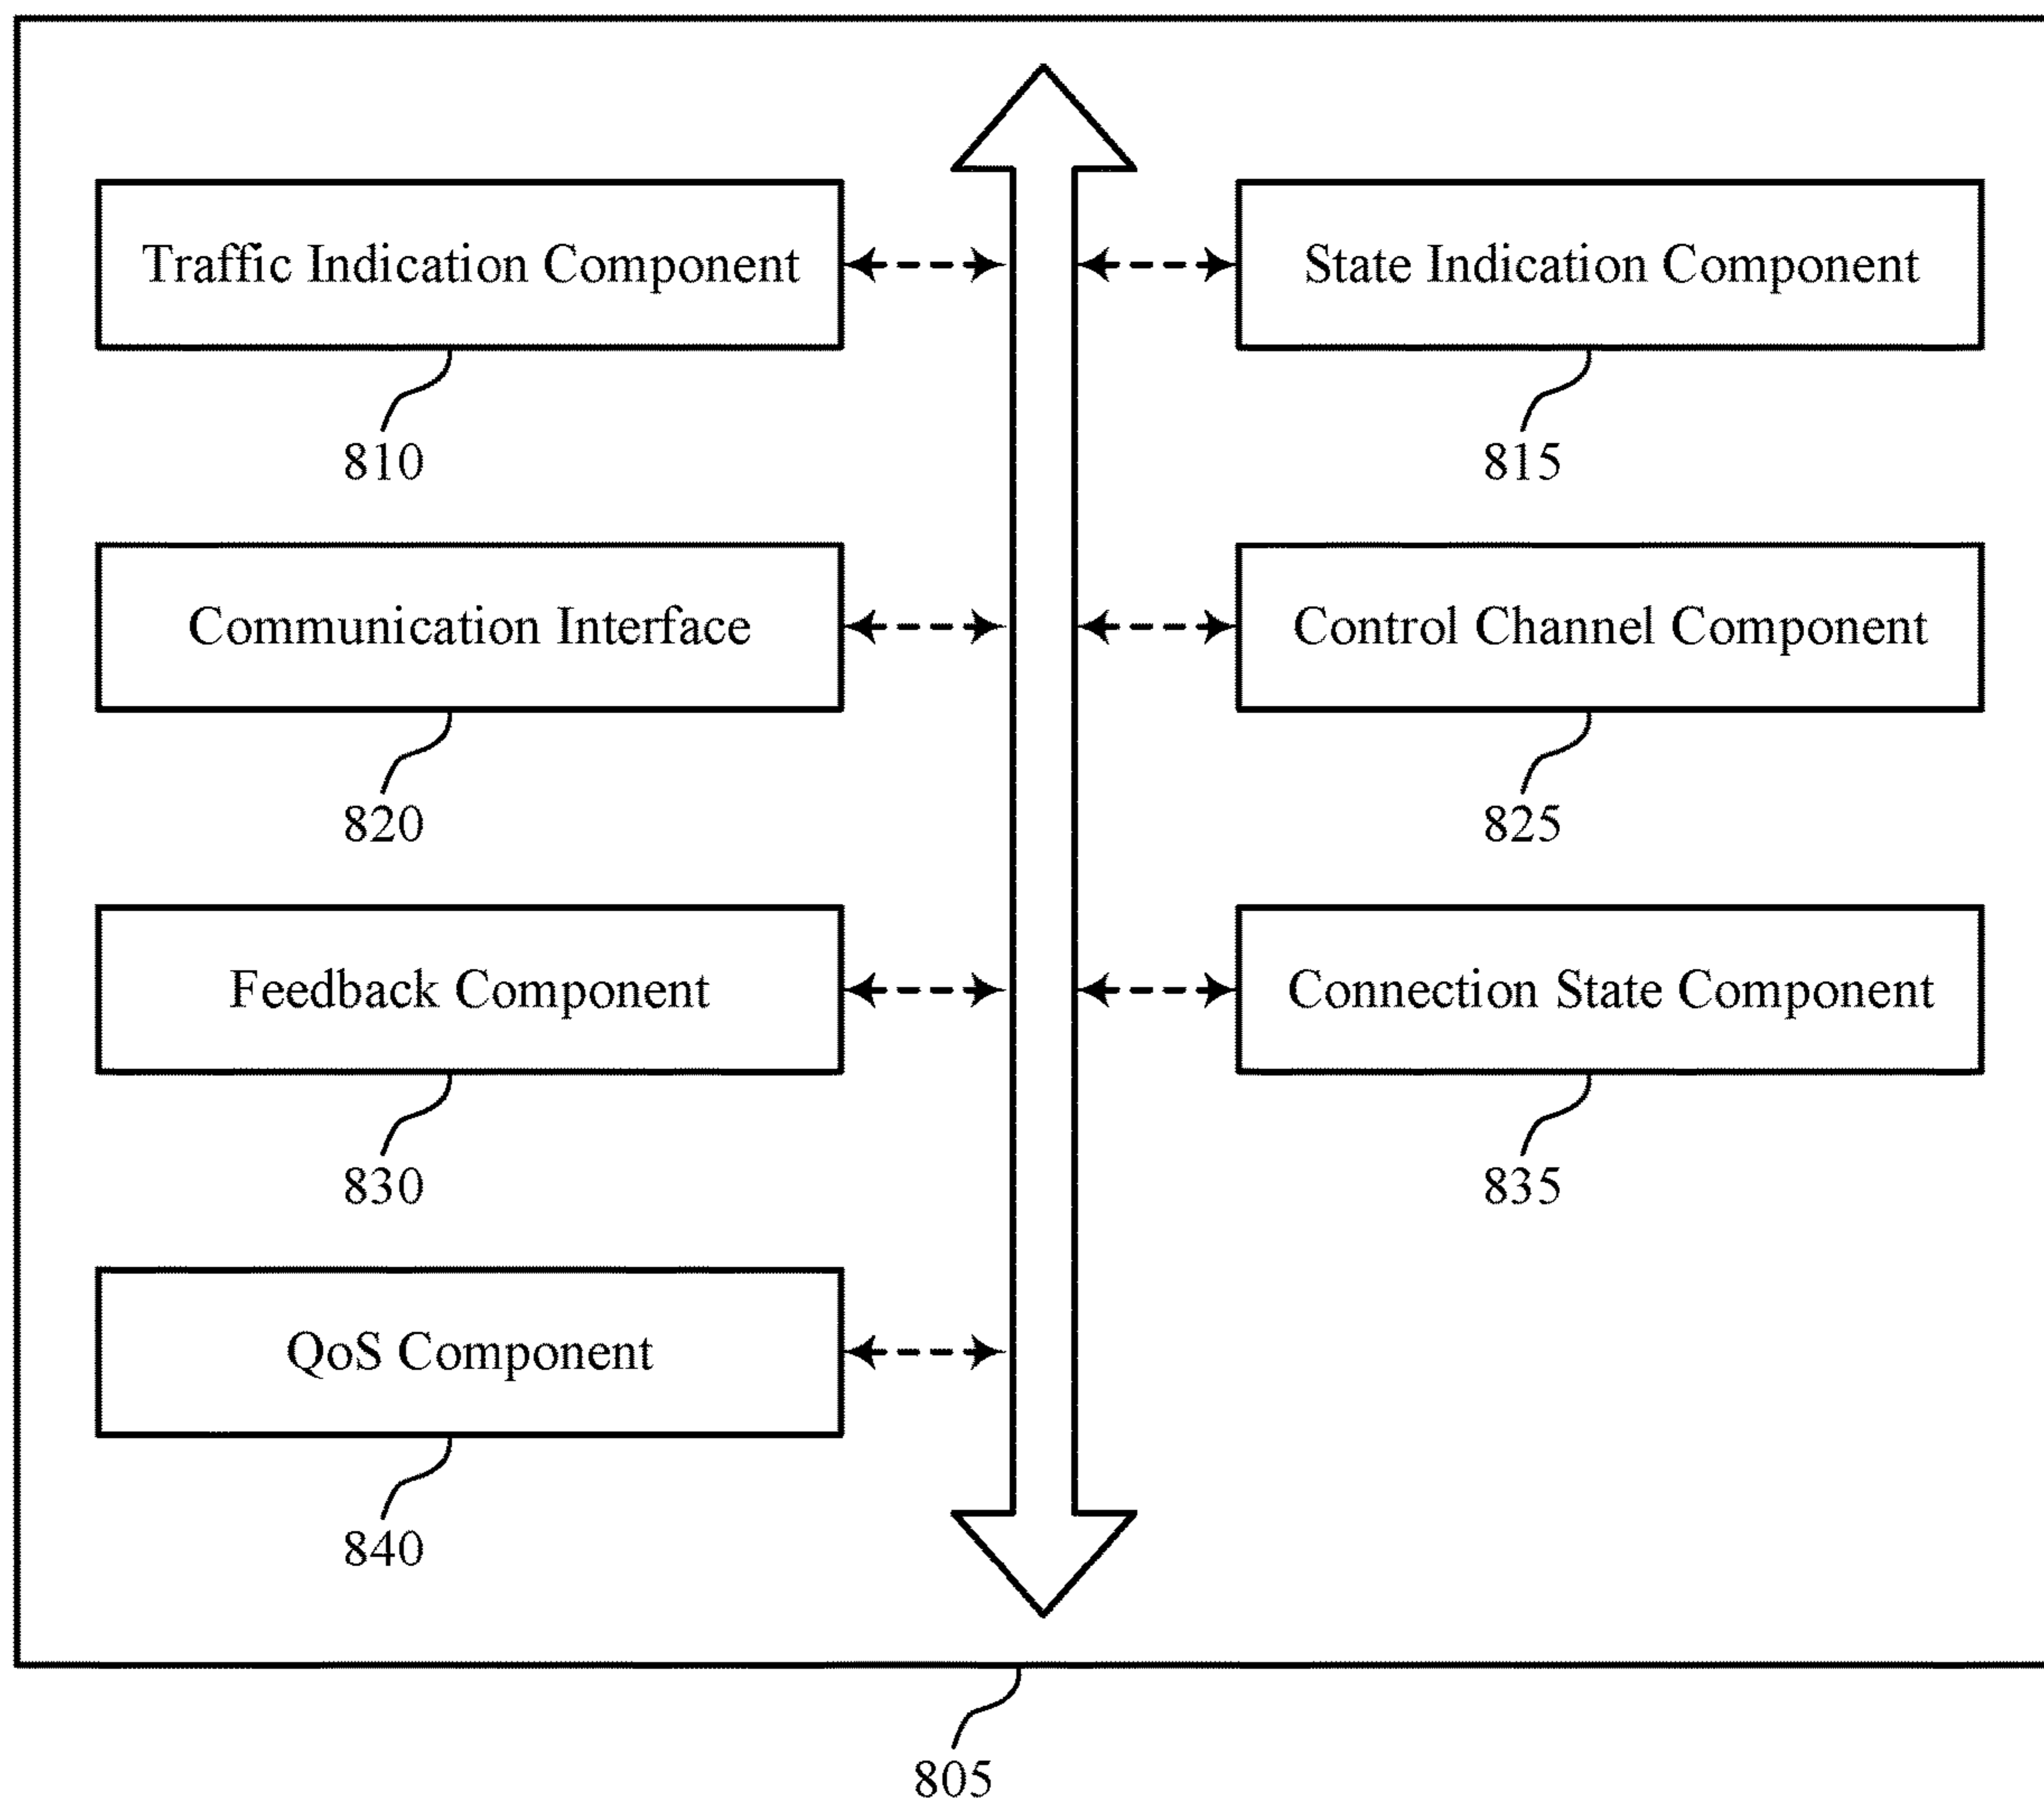 Traffic Indication Component
State Indication Component
810
815
Communication Interface
Control Channel Component
820
825
Feedback Component
Connection State Component
830
835
QoS Component
840
805